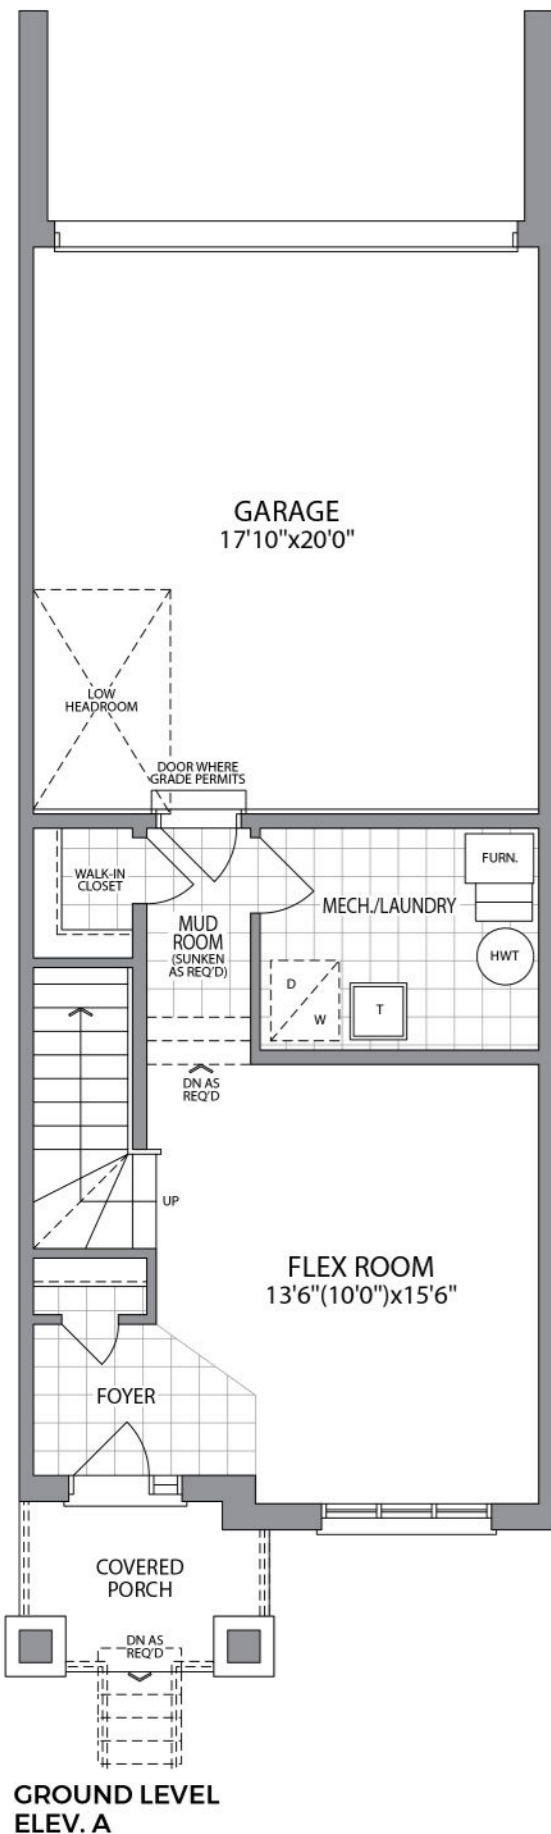 GARAGE
17'10"x20'0"
LOW
HEADROOM
DOOR WHERE
GRADE PERMITS
WALK-IN
CLOSET
MUD
ROOM
(SUNKEN
AS REQ'D)
MECH./LAUNDRY
FURN.
HWT
D
W
T
DN AS
REQ'D
UP
FLEX ROOM
13'6"(10'0")x15'6"
FOYER
COVERED
PORCH
DN AS
REQ'D
GROUND LEVEL
ELEV. A